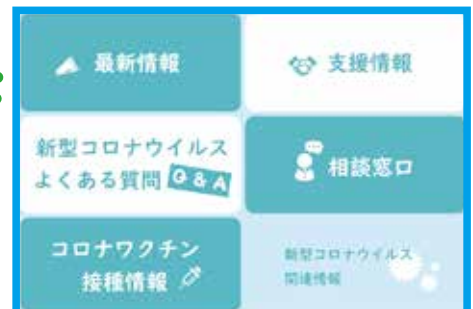 最新情報
支援情報
新型コロナウイルス
よくある質問 Q&A
相談窓口
コロナワクチン
接種情報
新型コロナウイルス
関連情報